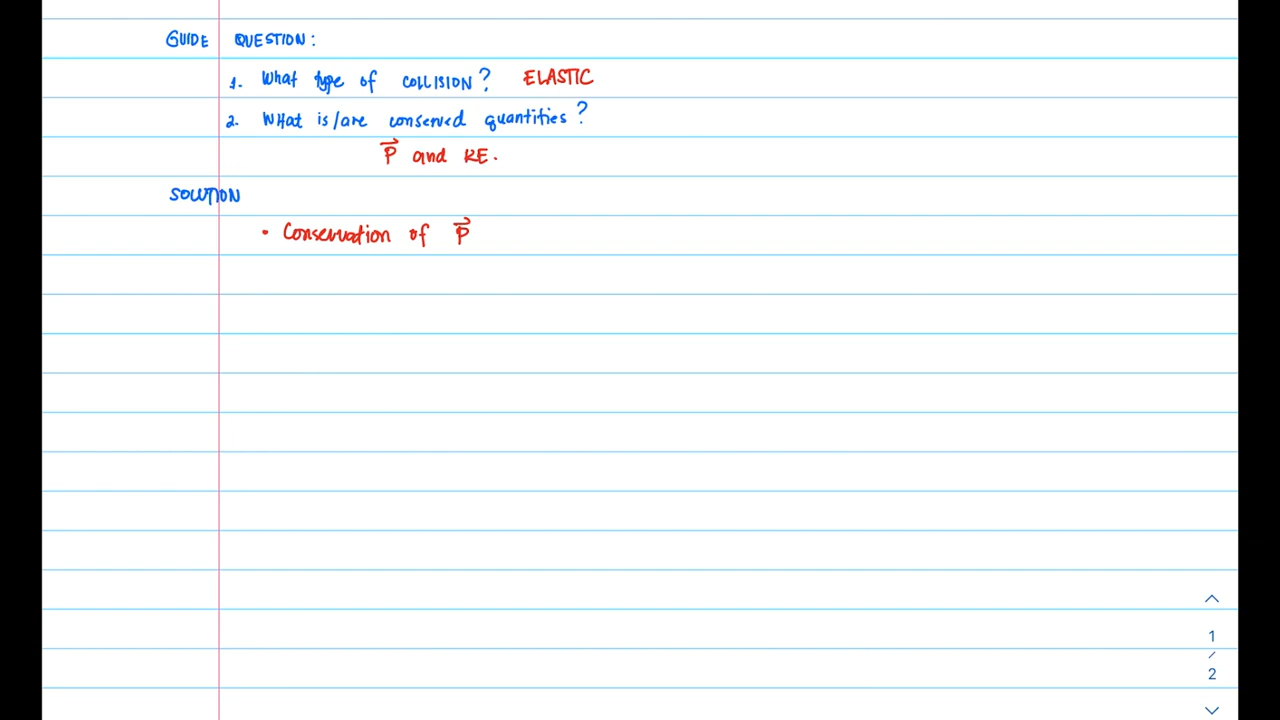 GUIDE QUESTION:
1. What type of COLLISION? ELASTIC
2. WHat is/are conserved quantities?
P⃗ and KE.
SOLUTION
• Conservation of P⃗
1
/
2